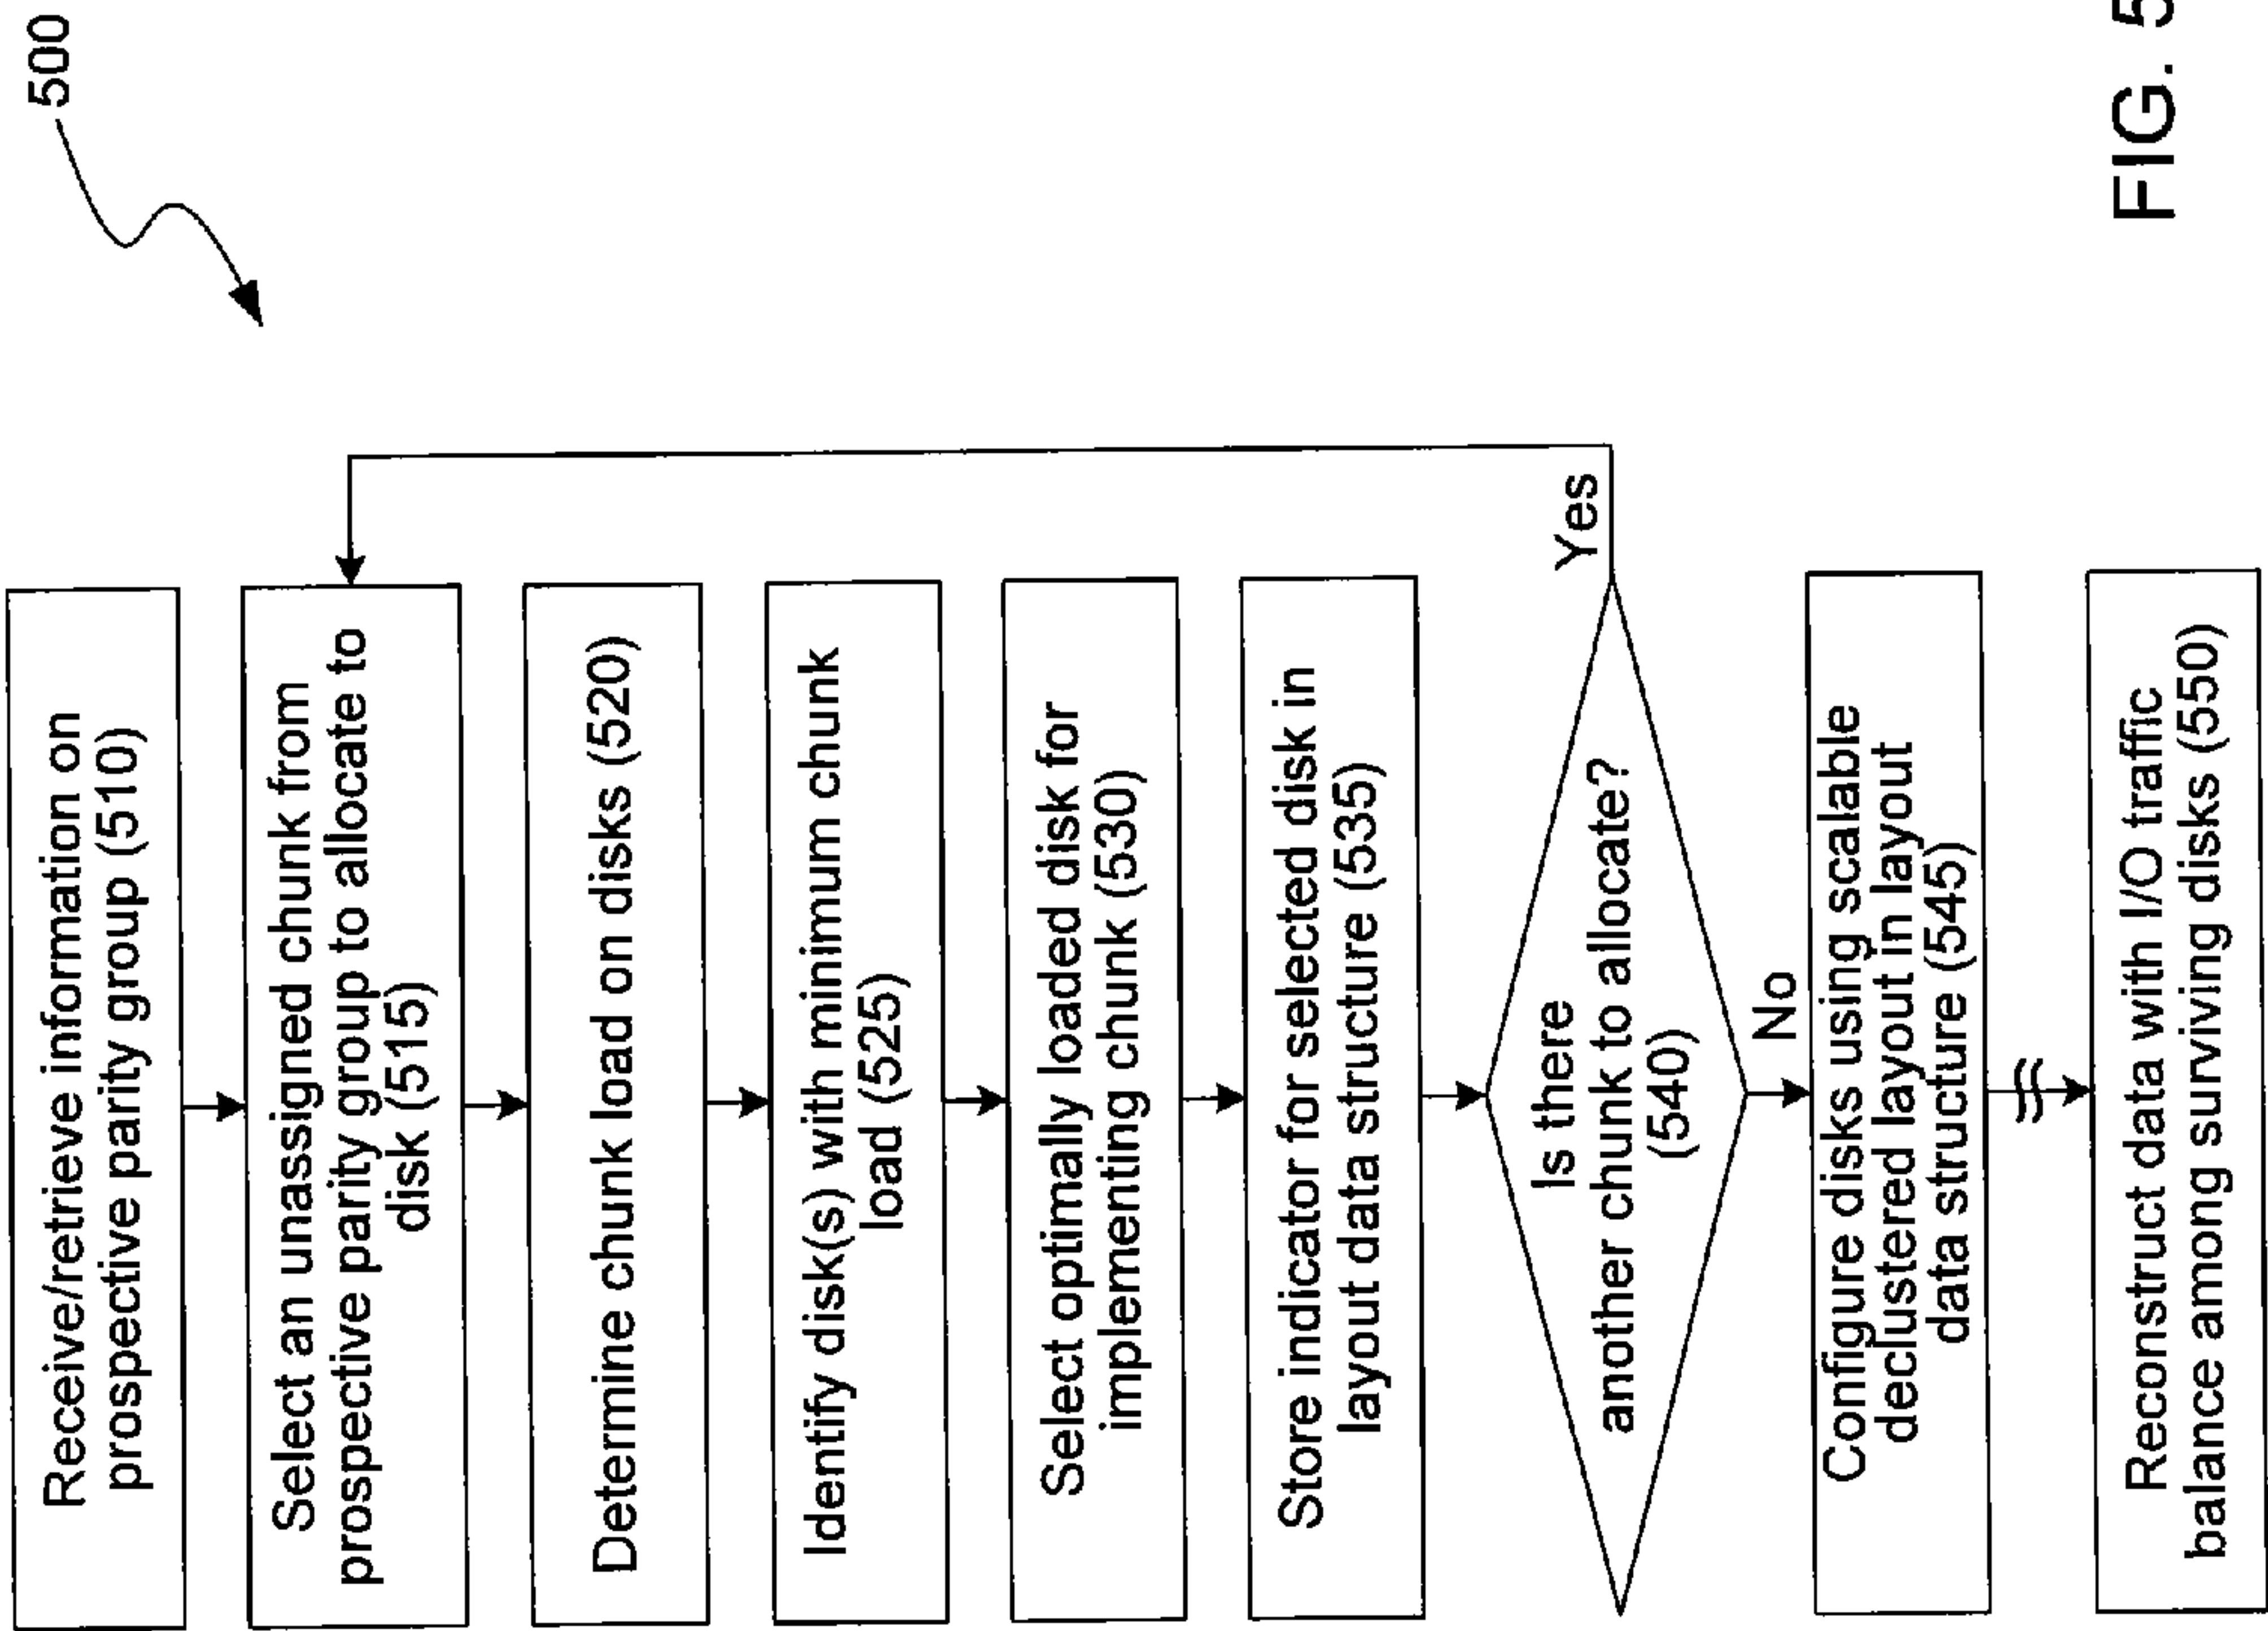 500
Receive/retrieve information on
prospective parity group (510)
Select an unassigned chunk from
prospective parity group to allocate to
disk (515)
Determine chunk load on disks (520)
Identify disk(s) with minimum chunk
load (525)
Select optimally loaded disk for
implementing chunk (530)
Store indicator for selected disk in
layout data structure (535)
Is there
another chunk to allocate?
(540)
Yes
No
Configure disks using scalable
declustered layout in layout
data structure (545)
Reconstruct data with I/O traffic
balance among surviving disks (550)
FIG. 5